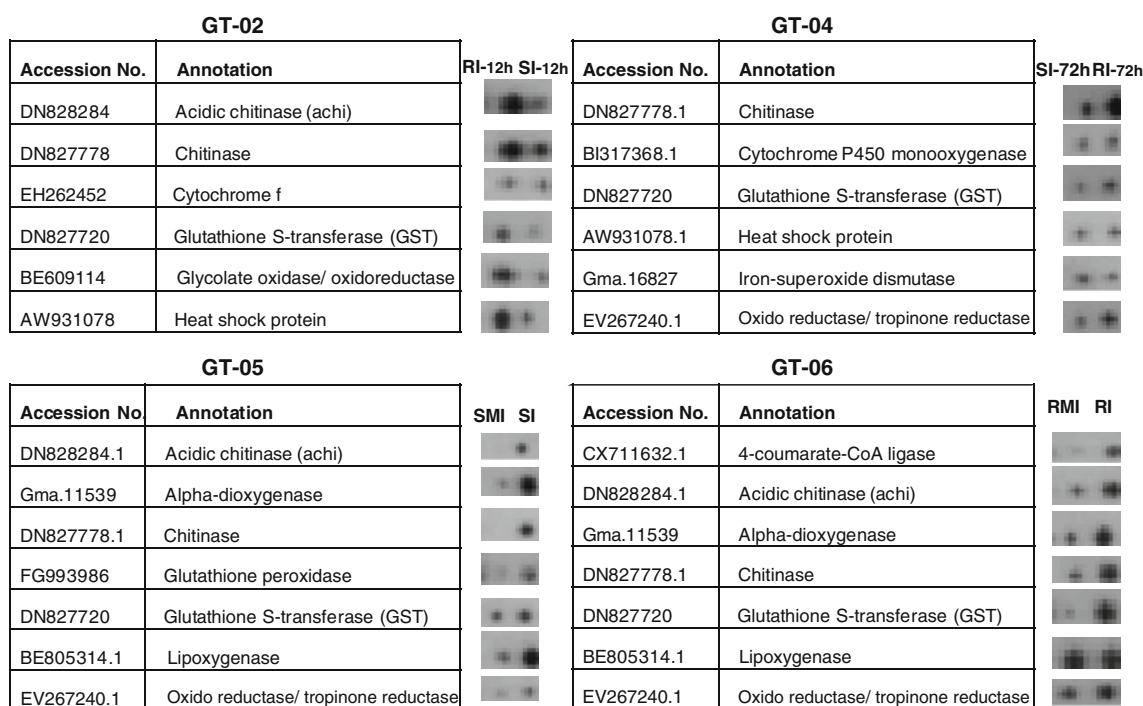 GT-02
Accession No. Annotation RI-12h SI-12h
DN828284 Acidic chitinase (achi)
DN827778 Chitinase
EH262452 Cytochrome f
DN827720 Glutathione S-transferase (GST)
BE609114 Glycolate oxidase/ oxidoreductase
AW931078 Heat shock protein
GT-04
Accession No. Annotation SI-72h RI-72h
DN827778.1 Chitinase
BI317368.1 Cytochrome P450 monooxygenase
DN827720 Glutathione S-transferase (GST)
AW931078.1 Heat shock protein
Gma.16827 Iron-superoxide dismutase
EV267240.1 Oxido reductase/ tropinone reductase
GT-05
Accession No. Annotation SMI SI
DN828284.1 Acidic chitinase (achi)
Gma.11539 Alpha-dioxygenase
DN827778.1 Chitinase
FG993986 Glutathione peroxidase
DN827720 Glutathione S-transferase (GST)
BE805314.1 Lipoxygenase
EV267240.1 Oxido reductase/ tropinone reductase
GT-06
Accession No. Annotation RMI RI
CX711632.1 4-coumarate-CoA ligase
DN828284.1 Acidic chitinase (achi)
Gma.11539 Alpha-dioxygenase
DN827778.1 Chitinase
DN827720 Glutathione S-transferase (GST)
BE805314.1 Lipoxygenase
EV267240.1 Oxido reductase/ tropinone reductase